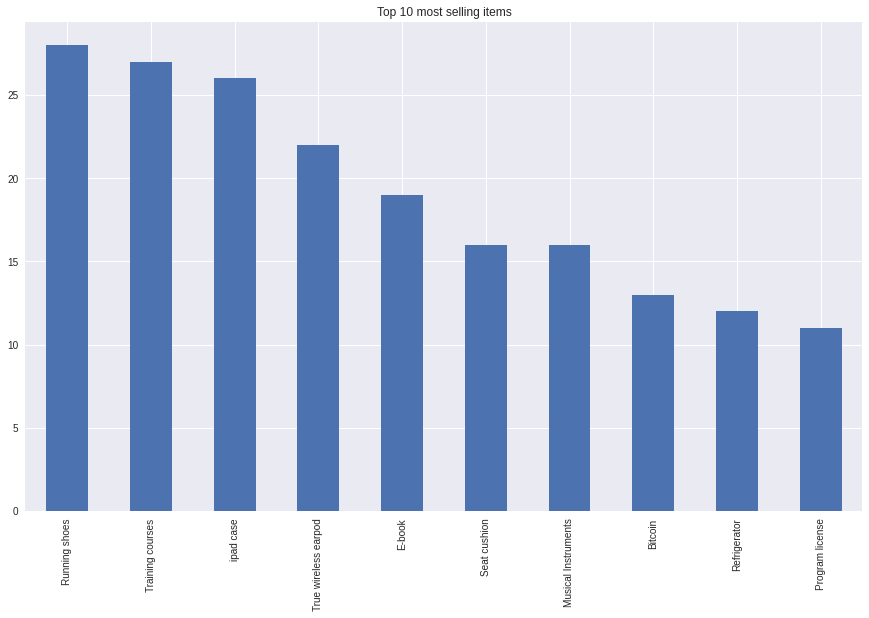 Top 10 most selling items
25
20
15
10
5
0
Running shoes
Training courses
ipad case
True wireless earpod
E-book
Seat cushion
Musical Instruments
Bitcoin
Refrigerator
Program license